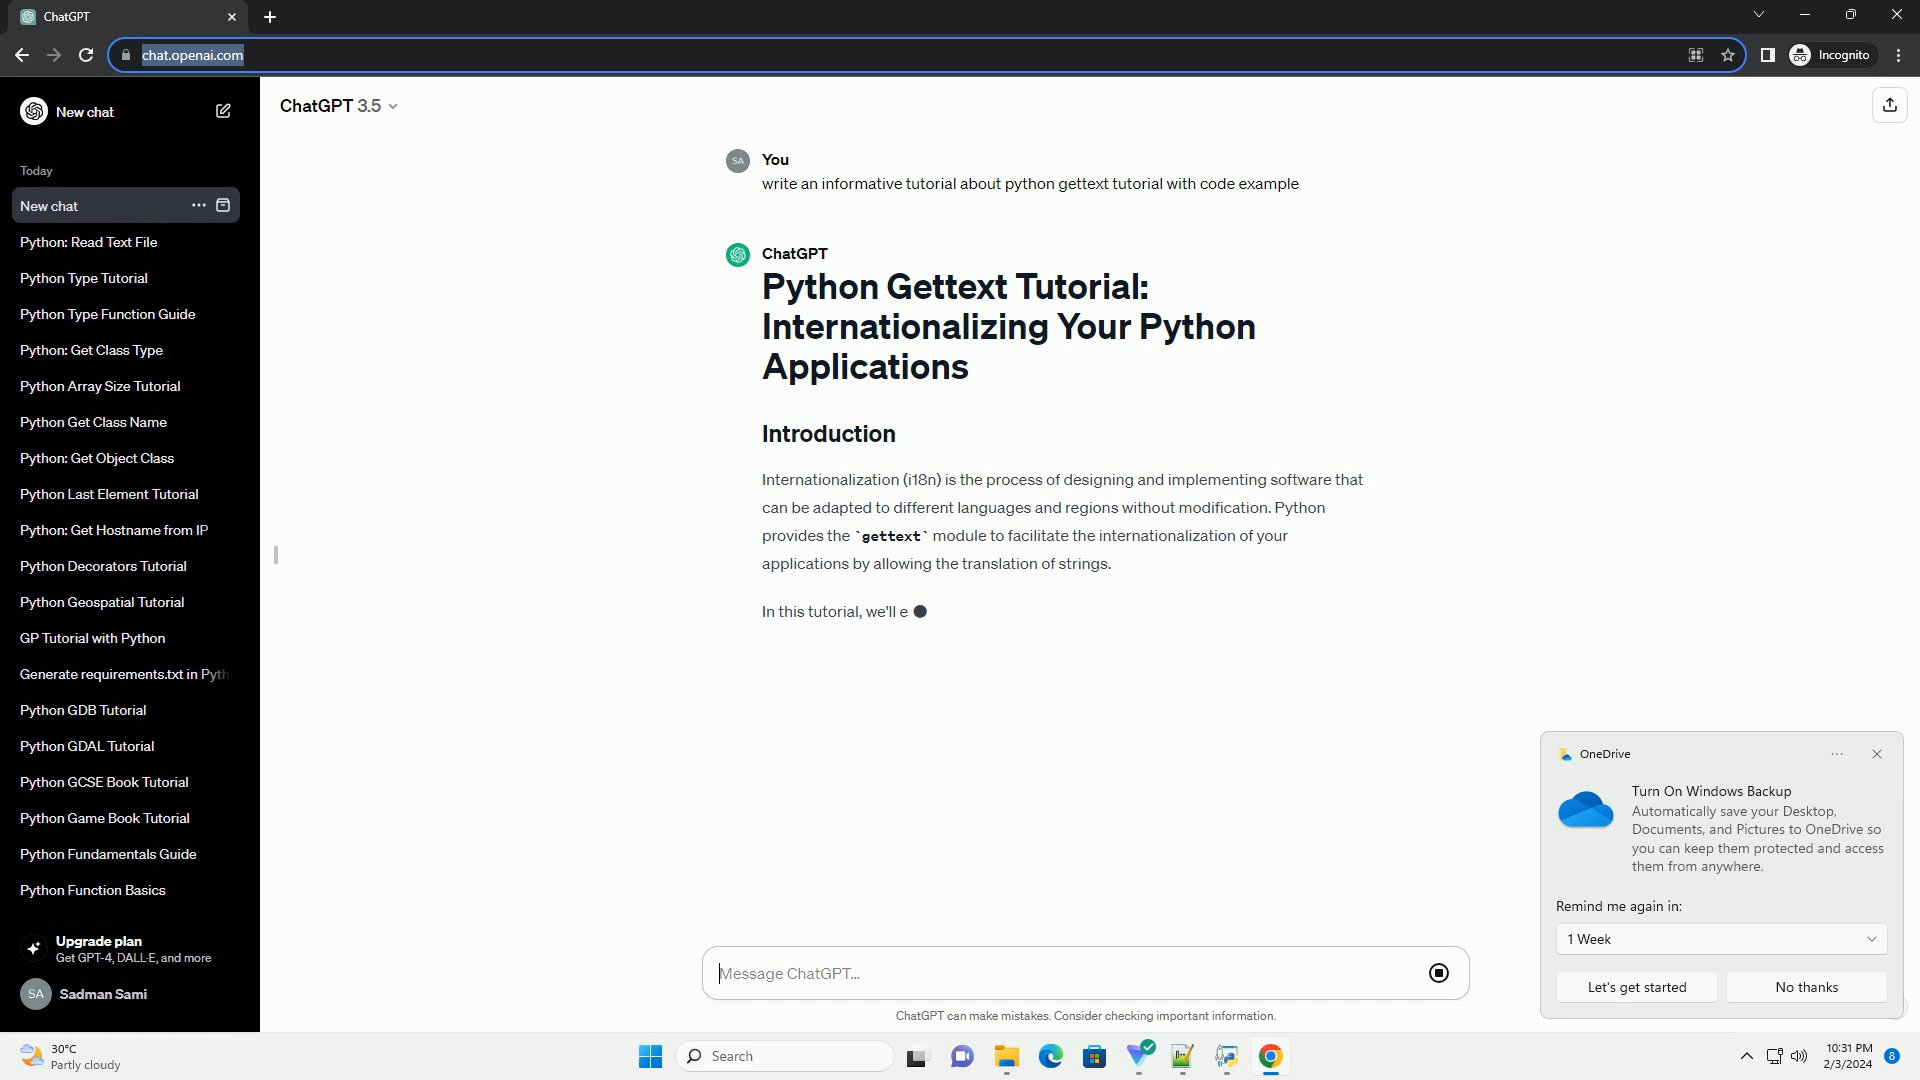 ChatGPT
chat.openai.com
Incognito
New chat
Today
New chat
Python: Read Text File
Python Type Tutorial
Python Type Function Guide
Python: Get Class Type
Python Array Size Tutorial
Python Get Class Name
Python: Get Object Class
Python Last Element Tutorial
Python: Get Hostname from IP
Python Decorators Tutorial
Python Geospatial Tutorial
GP Tutorial with Python
Generate requirements.txt in Pyth
Python GDB Tutorial
Python GDAL Tutorial
Python GCSE Book Tutorial
Python Game Book Tutorial
Python Fundamentals Guide
Python Function Basics
Upgrade plan
Get GPT-4, DALL·E, and more
SA Sadman Sami
ChatGPT 3.5
SA You
write an informative tutorial about python gettext tutorial with code example
ChatGPT
Python Gettext Tutorial:
Internationalizing Your Python
Applications
Introduction
Internationalization (i18n) is the process of designing and implementing software that
can be adapted to different languages and regions without modification. Python
provides the `gettext` module to facilitate the internationalization of your
applications by allowing the translation of strings.
In this tutorial, we'll e
Message ChatGPT...
ChatGPT can make mistakes. Consider checking important information.
OneDrive
Turn On Windows Backup
Automatically save your Desktop,
Documents, and Pictures to OneDrive so
you can keep them protected and access
them from anywhere.
Remind me again in:
1 Week
Let's get started
No thanks
30°C
Partly cloudy
Search
10:31 PM
2/3/2024
8